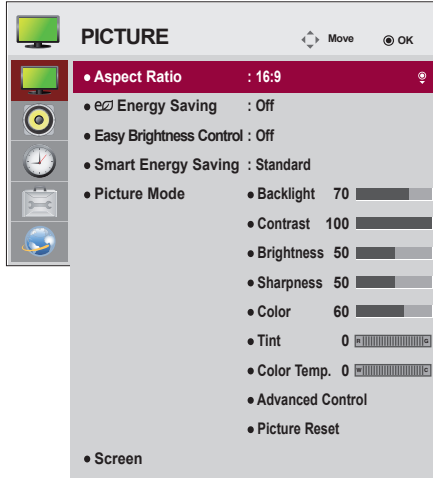 PICTURE Move OK
• Aspect Ratio : 16:9
• Energy Saving : Off
• Easy Brightness Control : Off
• Smart Energy Saving : Standard
• Picture Mode • Backlight 70
• Contrast 100
• Brightness 50
• Sharpness 50
• Color 60
• Tint 0 R G
• Color Temp. 0 W C
• Advanced Control
• Picture Reset
• Screen